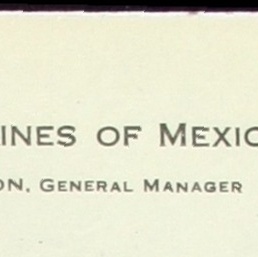 INES OF MEXIC
ON, GENERAL MANAGER